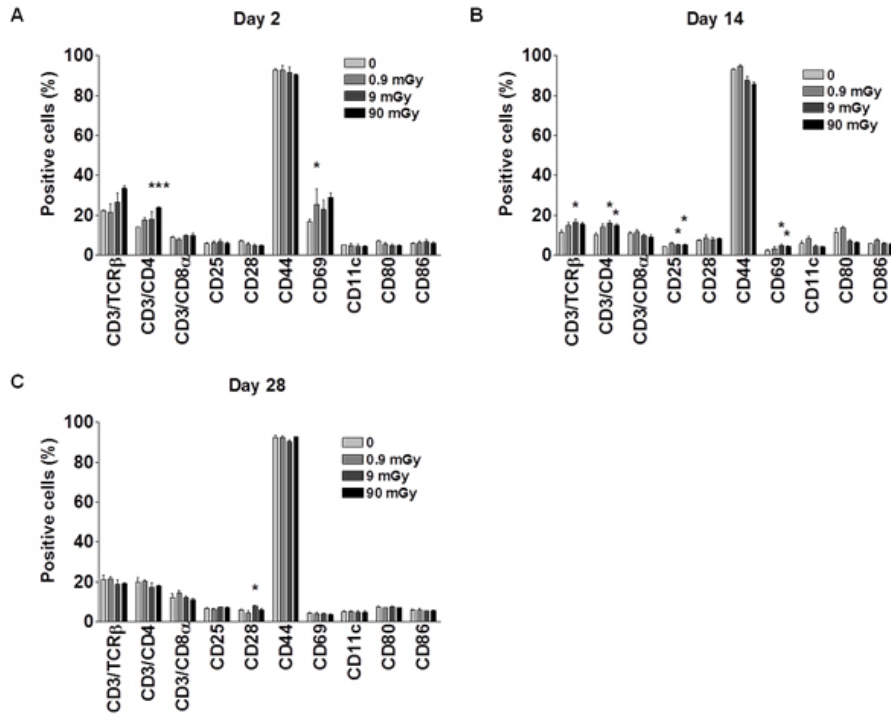 A
Day 2
Positive cells (%)
100
80
60
40
20
0
0
0.9 mGy
9 mGy
90 mGy
***
*
CD3/TCRβ
CD3/CD4
CD3/CD8α
CD25
CD28
CD44
CD69
CD11c
CD80
CD86
B
Day 14
Positive cells (%)
100
80
60
40
20
0
0
0.9 mGy
9 mGy
90 mGy
*
*
*
*
*
*
*
CD3/TCRβ
CD3/CD4
CD3/CD8α
CD25
CD28
CD44
CD69
CD11c
CD80
CD86
C
Day 28
Positive cells (%)
100
80
60
40
20
0
0
0.9 mGy
9 mGy
90 mGy
*
CD3/TCRβ
CD3/CD4
CD3/CD8α
CD25
CD28
CD44
CD69
CD11c
CD80
CD86